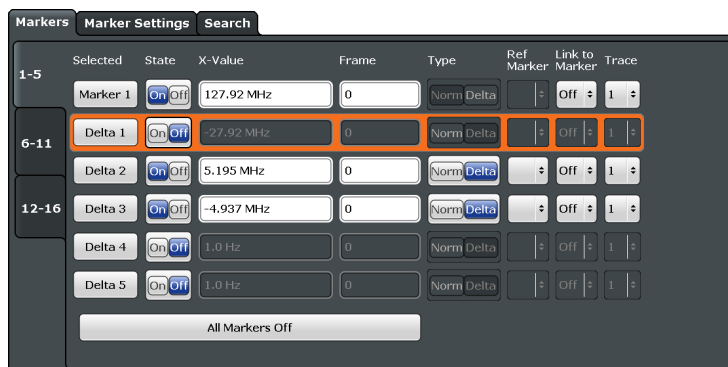 Markers Marker Settings Search
1-5
6-11
12-16
Selected State X-Value Frame Type Ref Marker Link to Marker Trace
Marker 1 On Off 127.92 MHz 0 Norm Delta Off 1
Delta 1 On Off -27.92 MHz 0 Norm Delta Off 1
Delta 2 On Off 5.195 MHz 0 Norm Delta Off 1
Delta 3 On Off -4.937 MHz 0 Norm Delta Off 1
Delta 4 On Off 1.0 Hz 0 Norm Delta Off 1
Delta 5 On Off 1.0 Hz 0 Norm Delta Off 1
All Markers Off